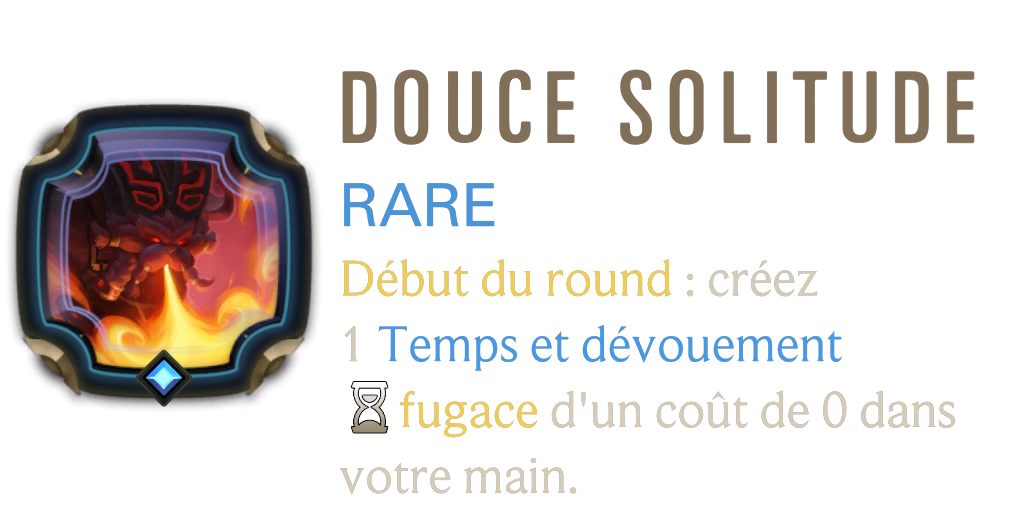 DOUCE SOLITUDE
RARE
Début du round : créez
1 Temps et dévouement
fugace d'un coût de 0 dans
votre main.